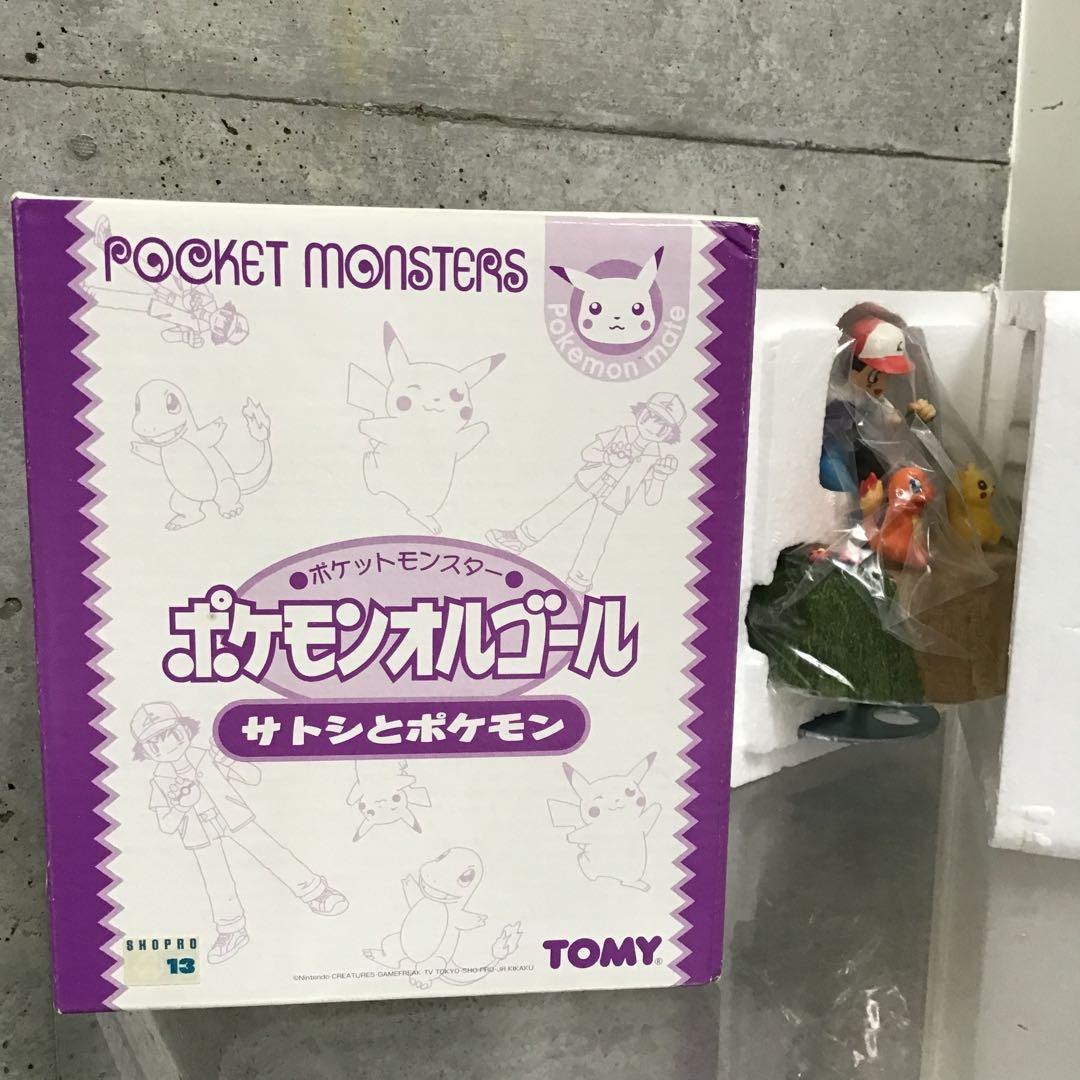 POCKET MONSTERS
Pokémon mate
●ポケットモンスター●
ポケモンオルゴール
サトシとポケモン
SHOPRO
13
TOMY®
©Nintendo・CREATURES・GAMEFREAK・TV TOKYO・SHO-PRO・JR KIKAKU